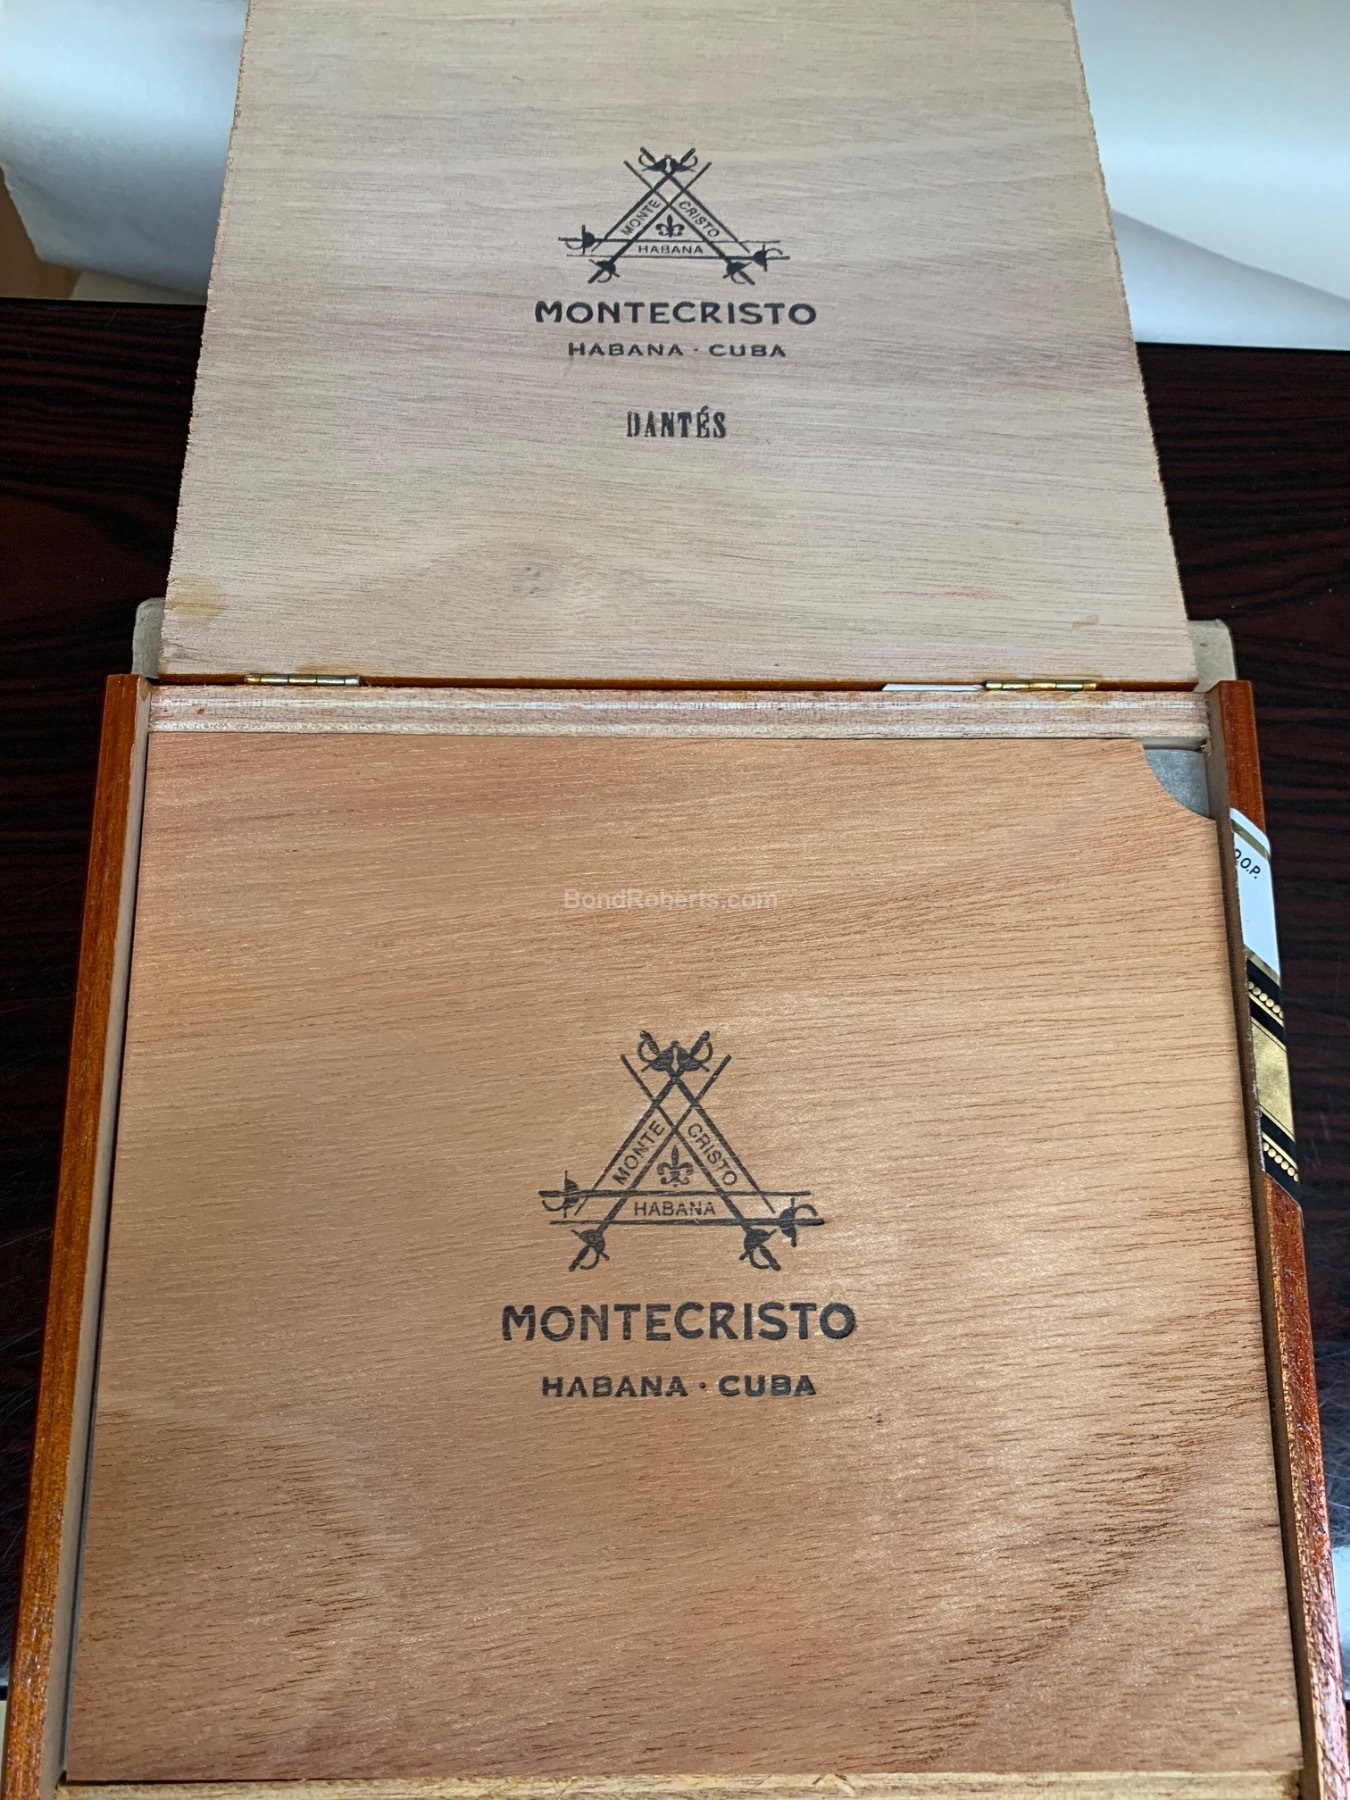 MONTE CRISTO
HABANA
MONTECRISTO
HABANA · CUBA
DANTÉS
D.O.P.
BondRoberts.com
MONTE CRISTO
HABANA
MONTECRISTO
HABANA · CUBA